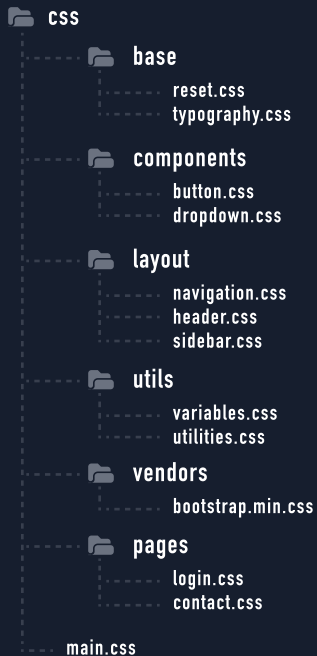 css
base
reset.css
typography.css
components
button.css
dropdown.css
layout
navigation.css
header.css
sidebar.css
utils
variables.css
utilities.css
vendors
bootstrap.min.css
pages
login.css
contact.css
main.css